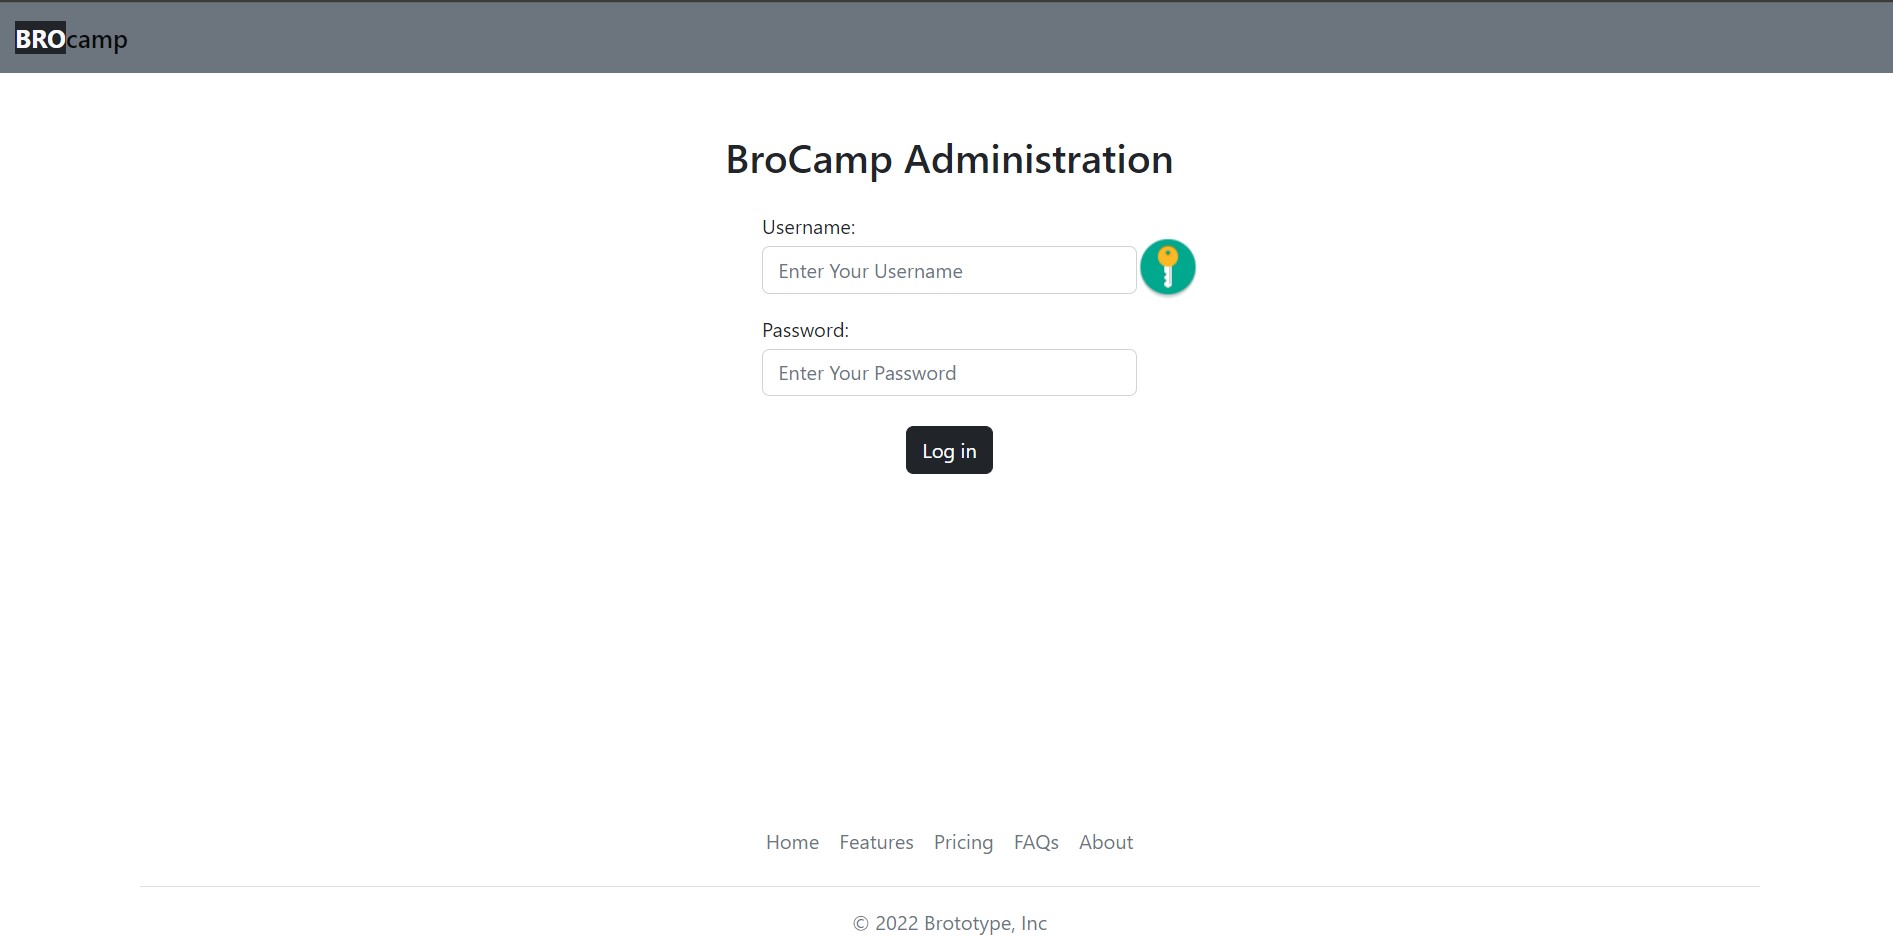 BROcamp
BroCamp Administration
Username:
Enter Your Username
Password:
Enter Your Password
Log in
Home Features Pricing FAQs About
© 2022 Brototype, Inc